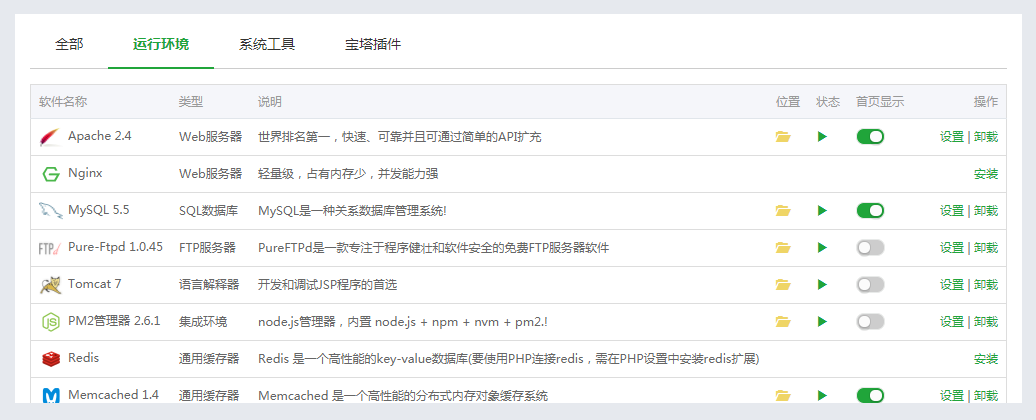 全部 运行环境 系统工具 宝塔插件
软件名称 类型 说明 位置 状态 首页显示 操作
Apache 2.4 Web服务器 世界排名第一，快速、可靠并且可通过简单的API扩充 设置 | 卸载
Nginx Web服务器 轻量级，占有内存少，并发能力强 安装
MySQL 5.5 SQL数据库 MySQL是一种关系数据库管理系统! 设置 | 卸载
FTP Pure-Ftpd 1.0.45 FTP服务器 PureFTPd是一款专注于程序健壮和软件安全的免费FTP服务器软件 设置 | 卸载
Tomcat 7 语言解释器 开发和调试JSP程序的首选 设置 | 卸载
JS PM2管理器 2.6.1 集成环境 node.js管理器，内置 node.js + npm + nvm + pm2.! 设置 | 卸载
Redis 通用缓存器 Redis 是一个高性能的key-value数据库(要使用PHP连接redis，需在PHP设置中安装redis扩展) 安装
Memcached 1.4 通用缓存器 Memcached 是一个高性能的分布式内存对象缓存系统 设置 | 卸载